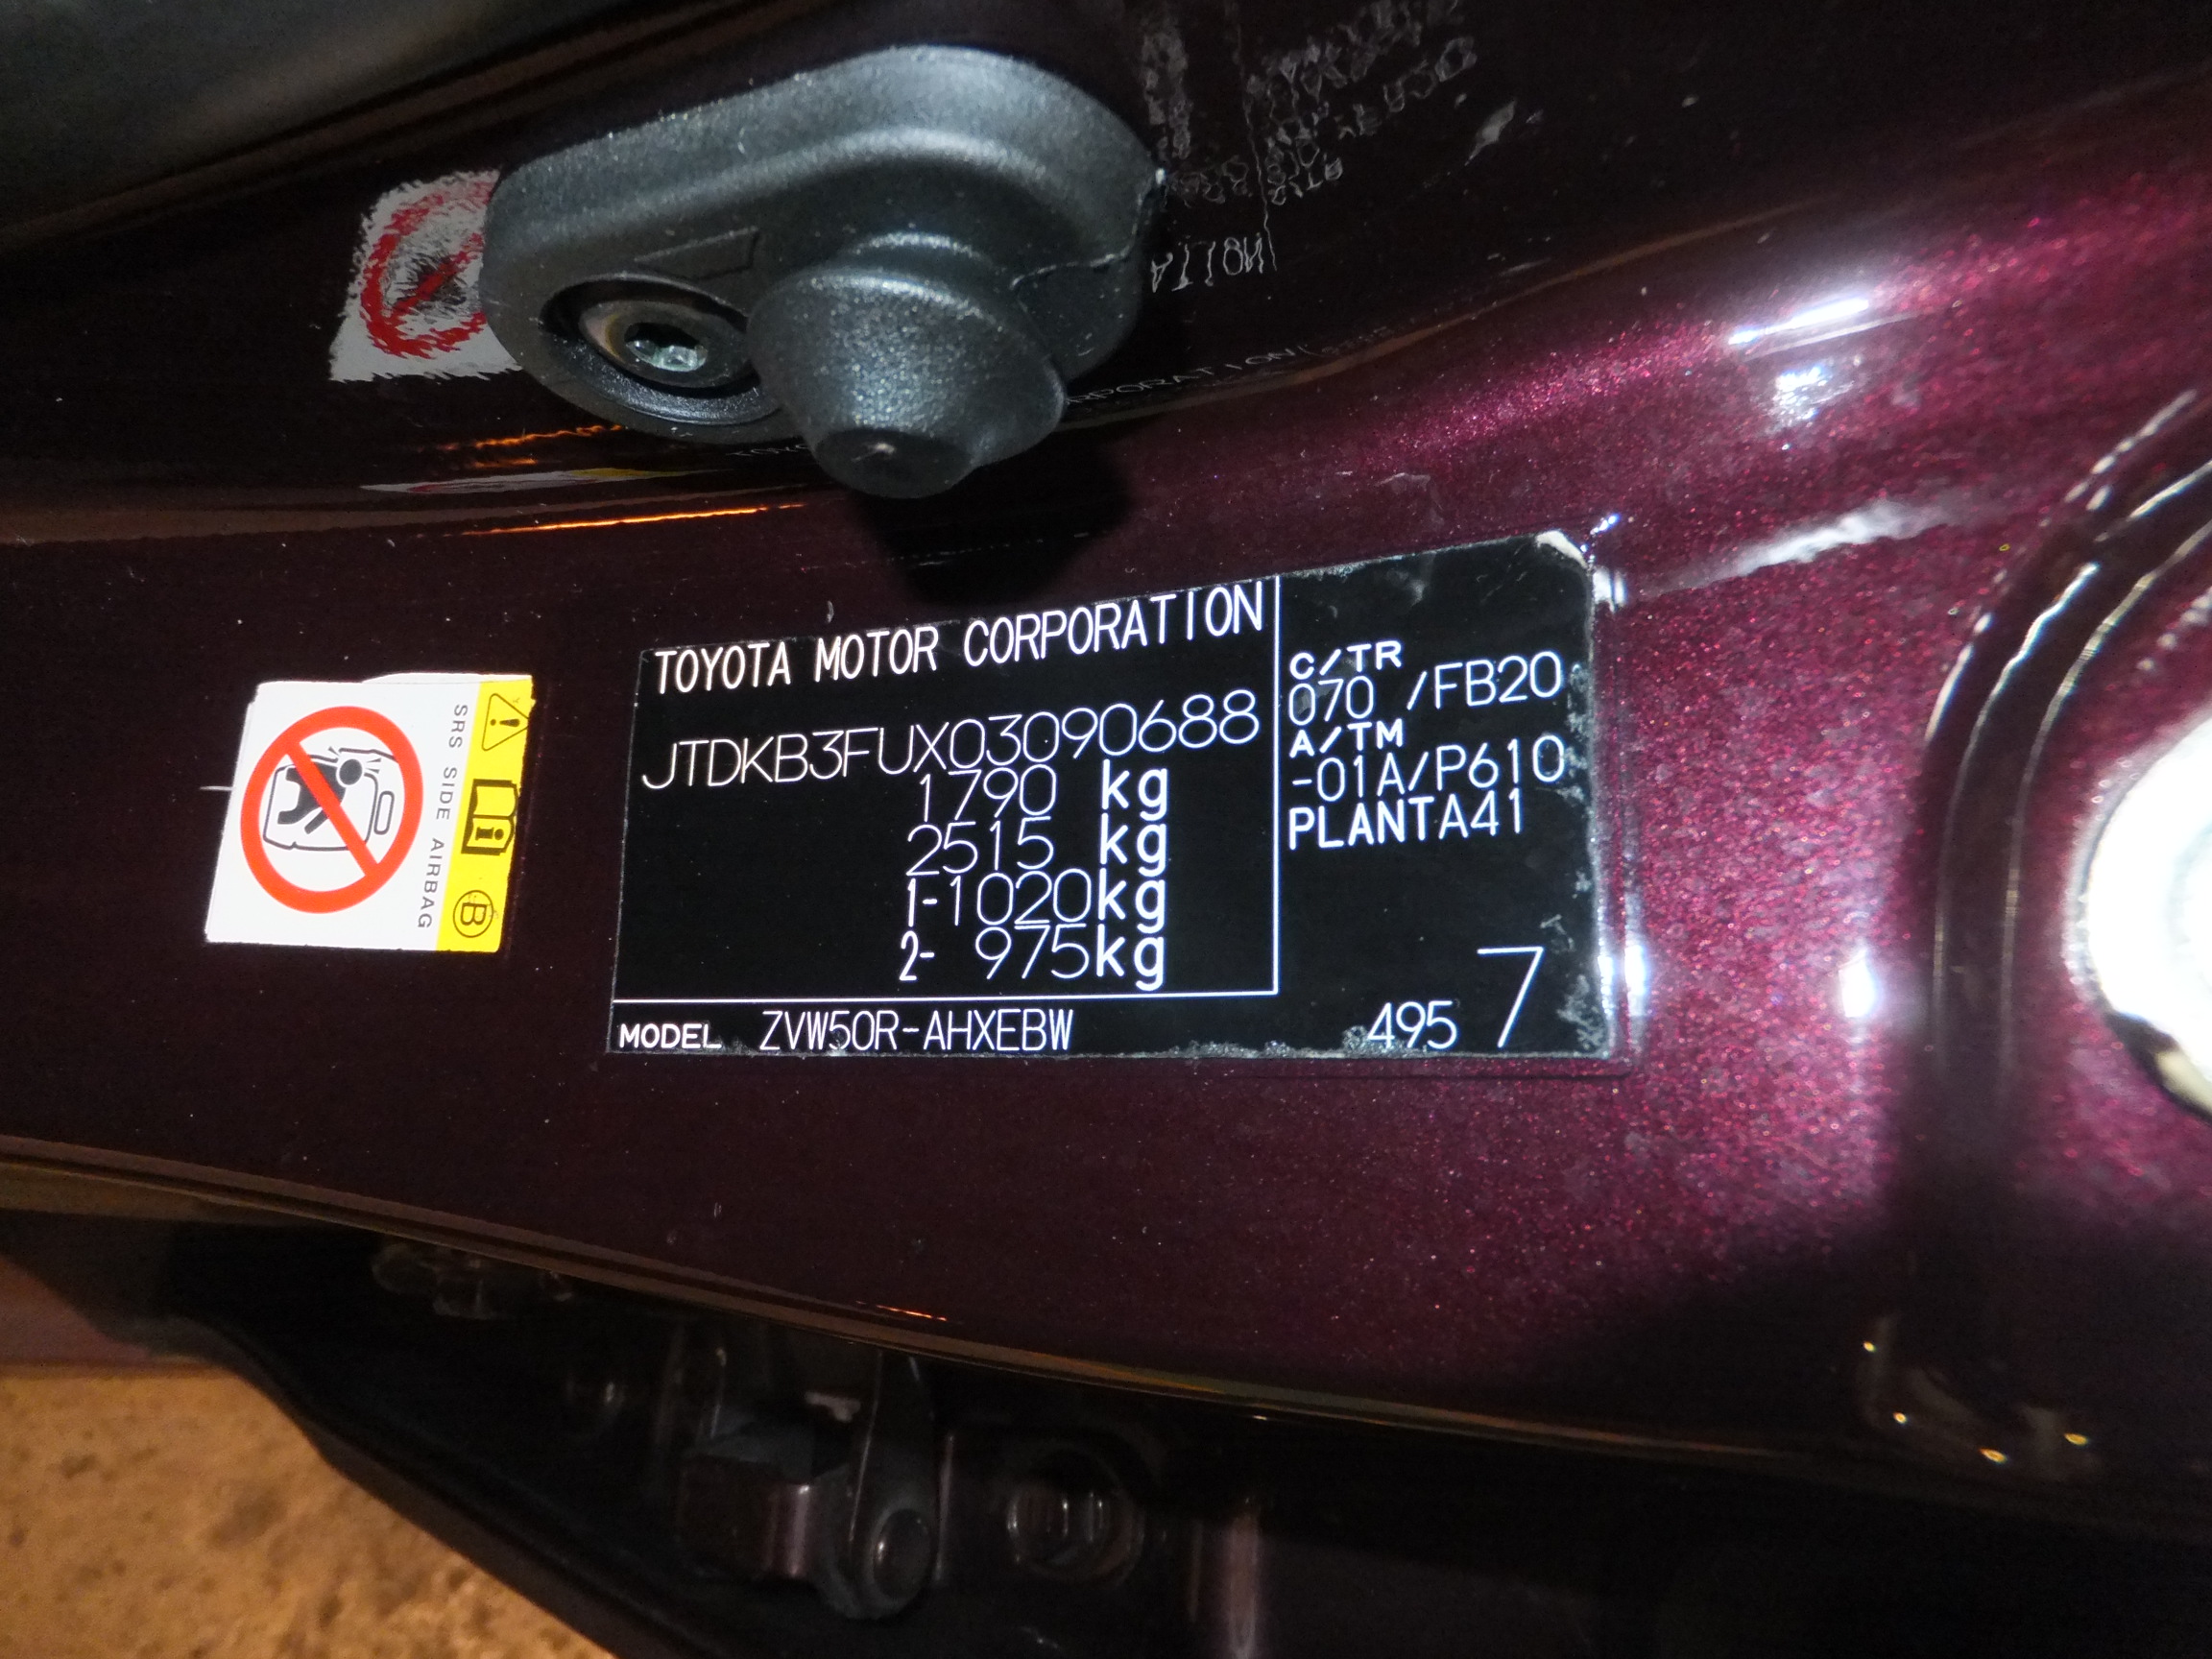 TOYOTA MOTOR CORPORATION
JTDKB3FUX03090688
1790 kg
2515 kg
1-1020kg
2- 975kg
MODEL ZVW50R-AHXEBW
C/TR
070 /FB20
A/TM
-01A/P610
PLANTA41
495 7
SRS SIDE AIRBAG
B